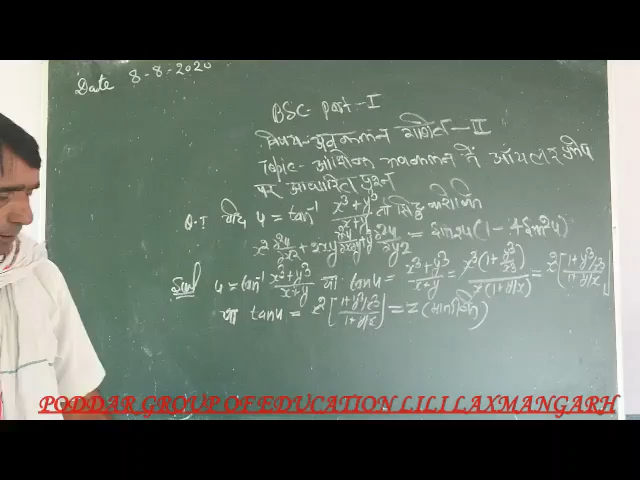 Date 8-8-2020
BSC Part-I
विषय-अवकलन गणित-II
Topic- आंशिक अवकलन में ऑयलर प्रमेय
पर आधारित प्रश्न
Q.1 यदि u = tan⁻¹ (x³+y³)/(x+y) तो सिद्ध कीजिये
x² ∂²u/∂x² + 2xy ∂²u/∂x∂y + y² ∂²u/∂y² = Sin2u(1-4Sin²u)
Sol u = tan⁻¹ (x³+y³)/(x+y) या tanu = (x³+y³)/(x+y) = x³(1+y³/x³)/x(1+y/x) = x²[(1+y³/x³)/(1+y/x)]
या tanu = x²[(1+y³/x³)/(1+y/x)] = z (माना कि)
PODDAR GROUP OF EDUCATION LILI LAXMANGARH